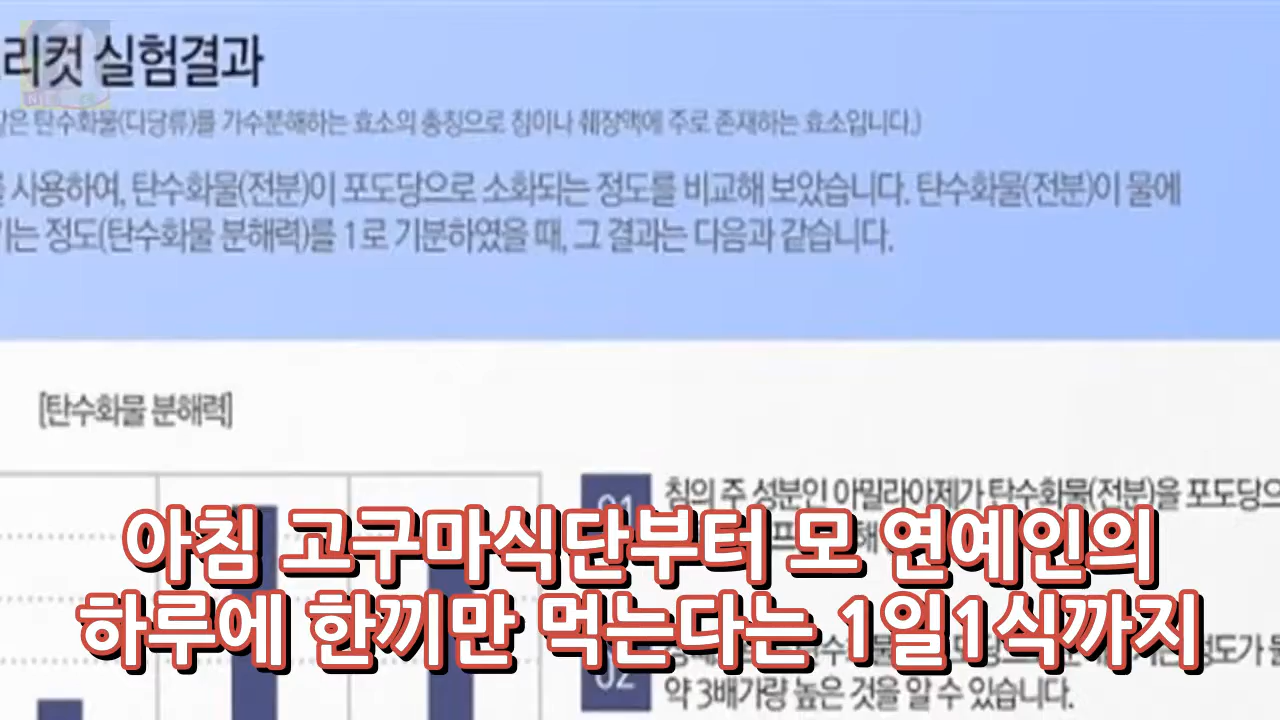 리컷 실험결과
같은 탄수화물(다당류)를 가수분해하는 효소의 총칭으로 침이나 췌장액에 주로 존재하는 효소입니다.)
를 사용하여, 탄수화물(전분)이 포도당으로 소화되는 정도를 비교해 보았습니다. 탄수화물(전분)이 물에
는 정도(탄수화물 분해력)를 1로 기분하였을 때, 그 결과는 다음과 같습니다.
[탄수화물 분해력]
01
침의 주 성분인 아밀라아제가 탄수화물(전분)을 포도당으
아침 고구마식단부터 모 연예인의
하루에 한끼만 먹는다는 1일1식까지
02
약 3배가량 높은 것을 알 수 있습니다.